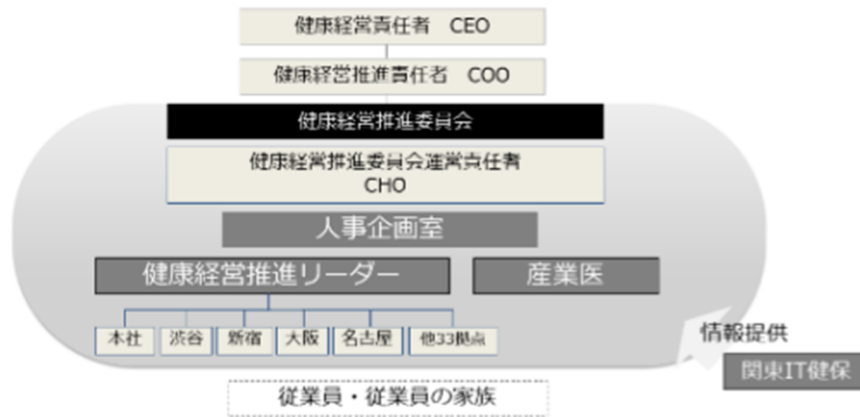 健康経営責任者　CEO
健康経営推進責任者　COO
健康経営推進委員会
健康経営推進委員会運営責任者
CHO
人事企画室
健康経営推進リーダー
産業医
本社
渋谷
新宿
大阪
名古屋
他33拠点
情報提供
関東IT健保
従業員・従業員の家族